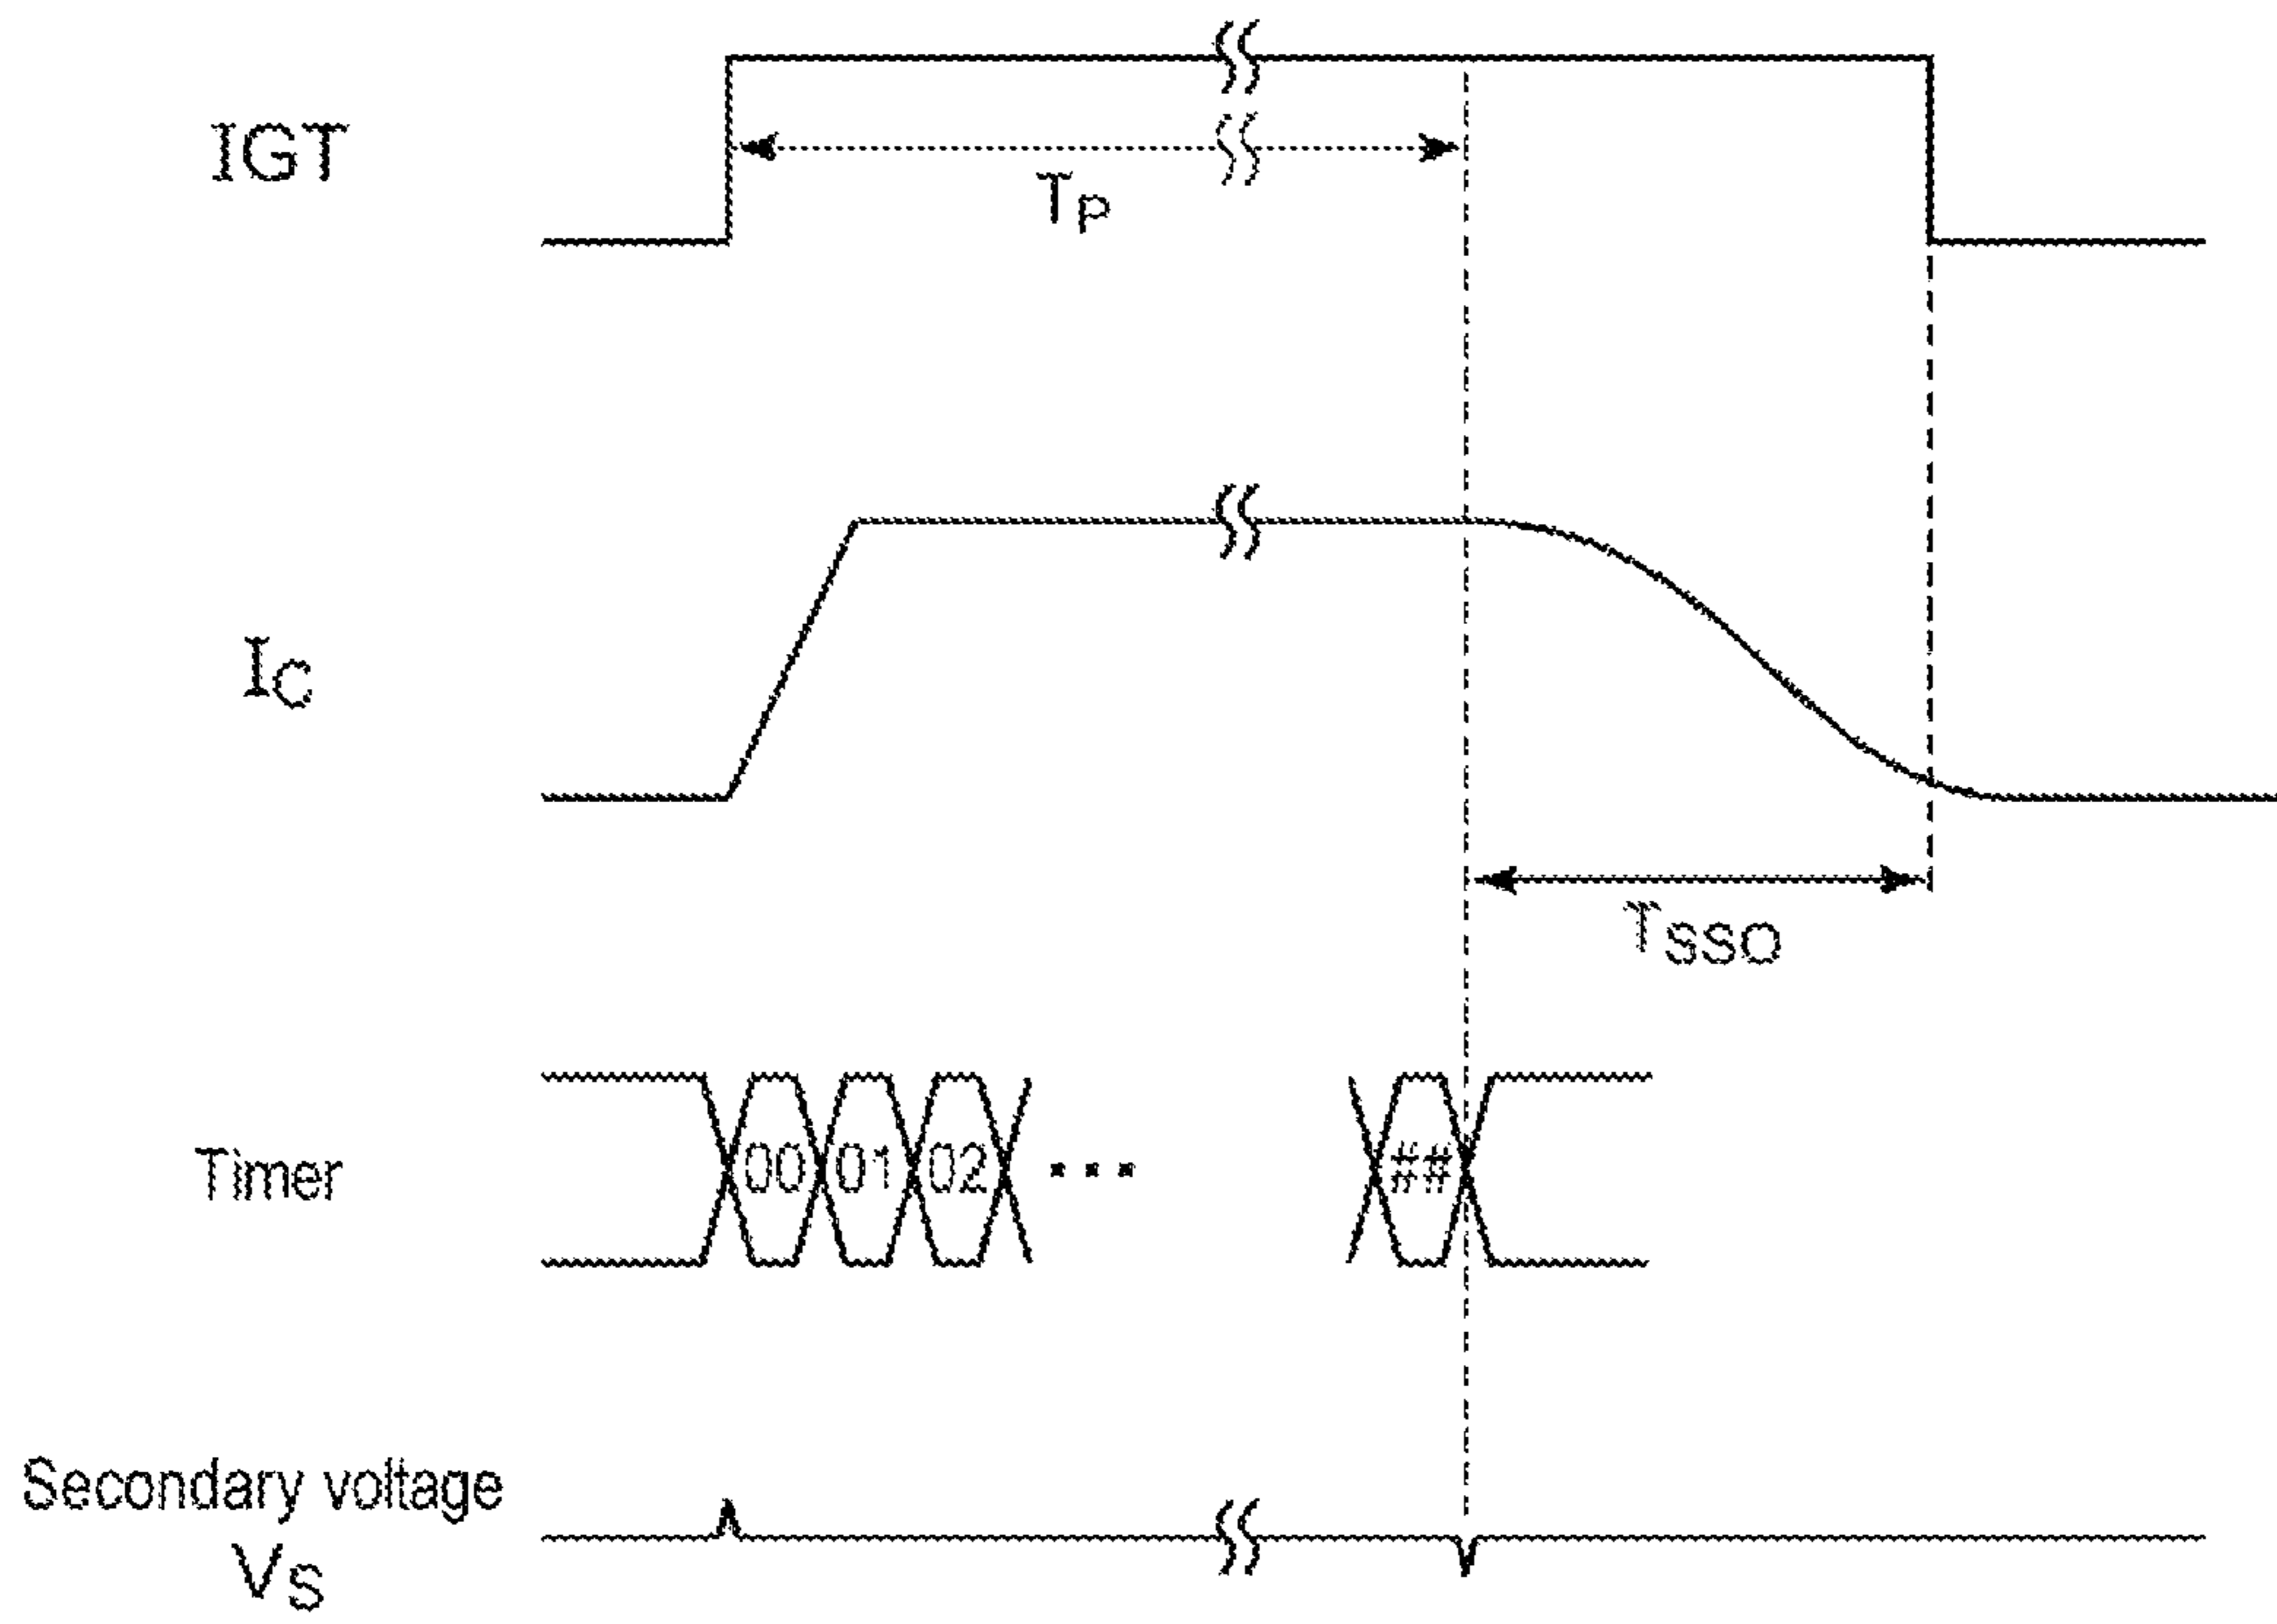 IGT
TP
IC
TSSO
Timer
00 01 02 ... ##
Secondary voltage
VS